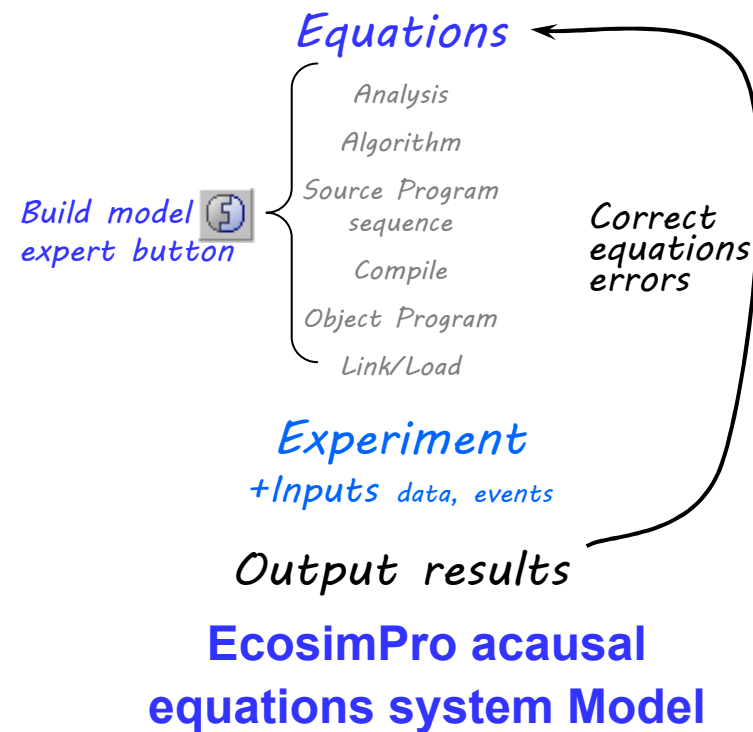 Equations
Analysis
Algorithm
Source Program
sequence
Compile
Object Program
Link/Load
Build model
expert button
Correct
equations
errors
Experiment
+Inputs data, events
Output results
EcosimPro acausal
equations system Model